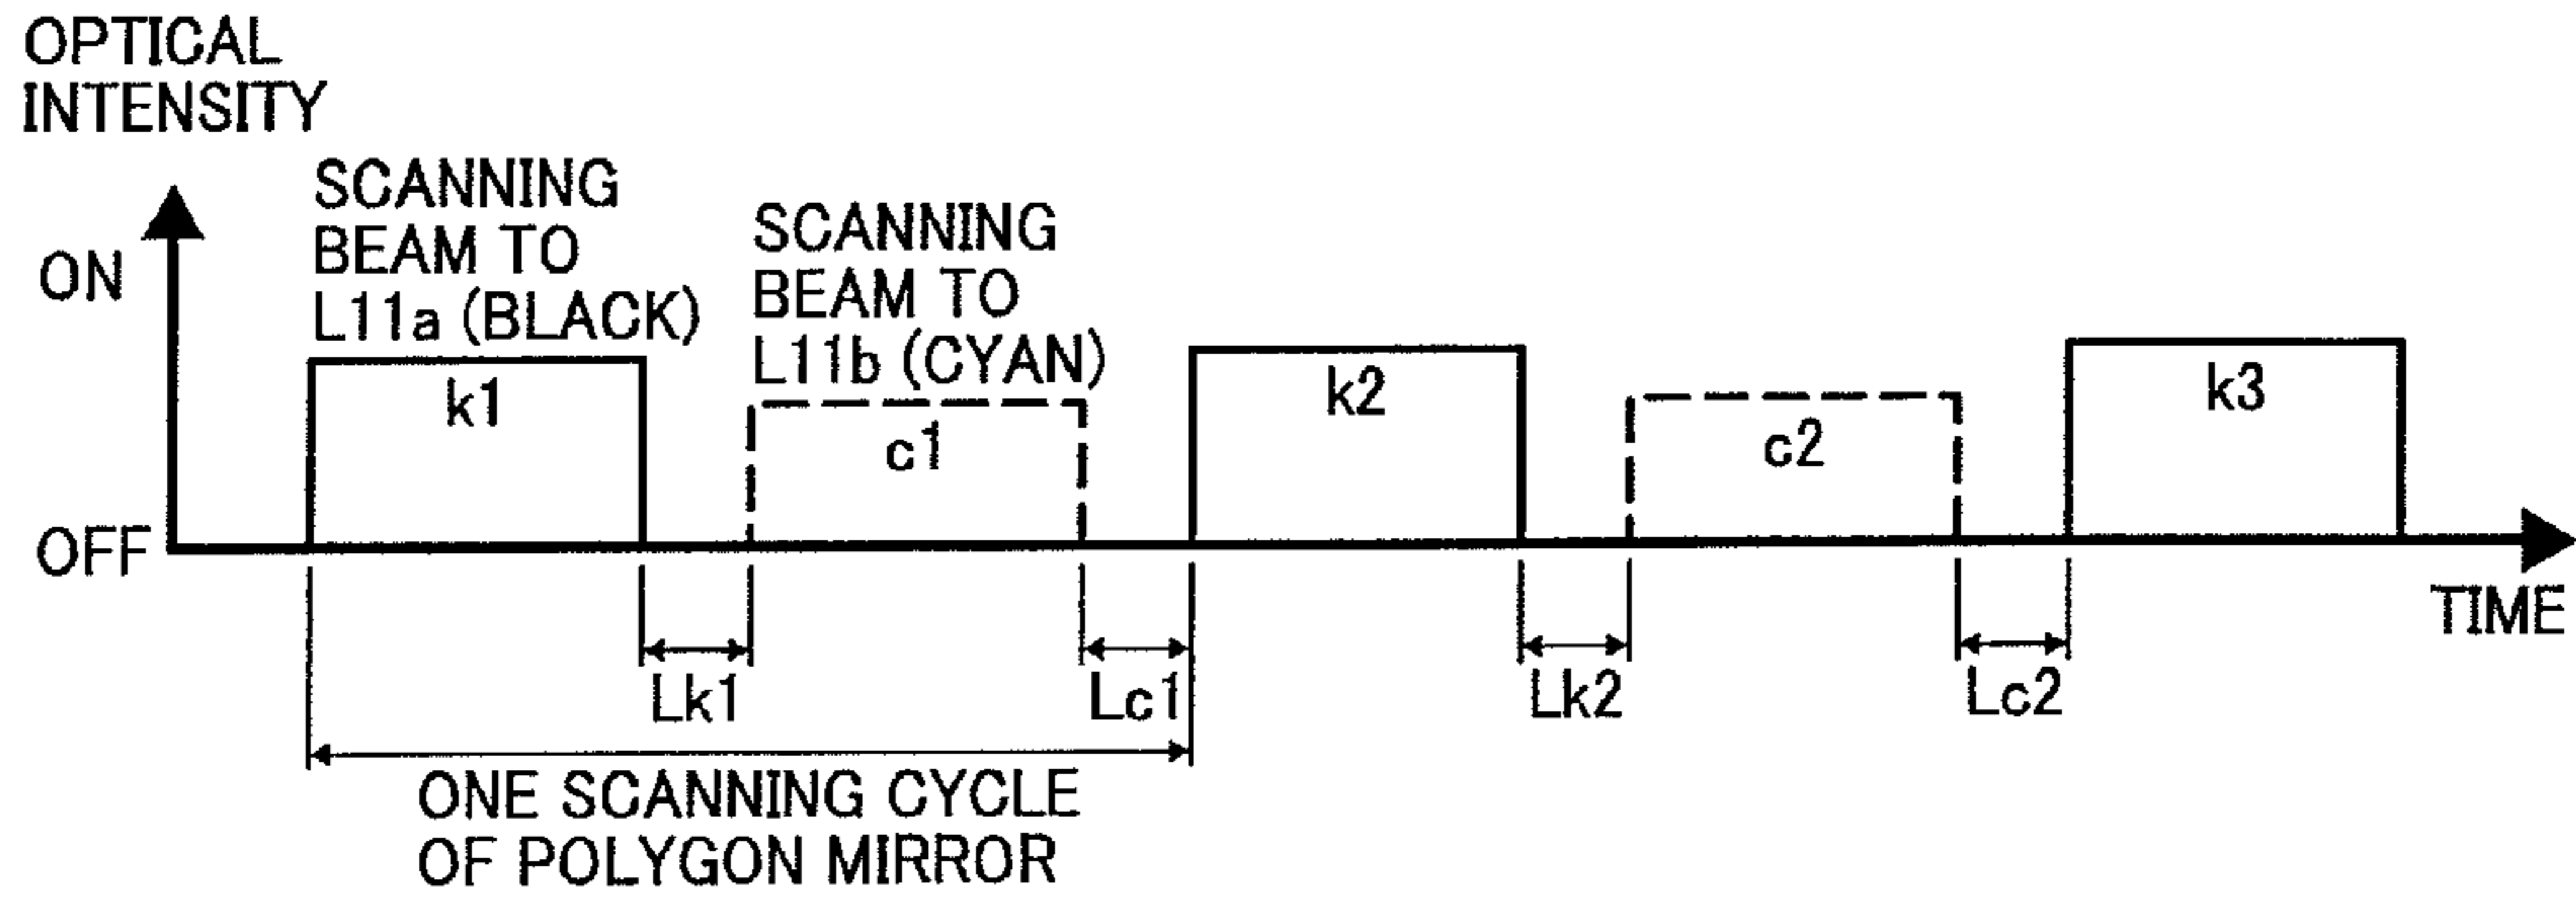 OPTICAL
INTENSITY
SCANNING
BEAM TO
L11a (BLACK)
SCANNING
BEAM TO
L11b (CYAN)
ON
OFF
k1
c1
k2
c2
k3
TIME
Lk1
Lc1
Lk2
Lc2
ONE SCANNING CYCLE
OF POLYGON MIRROR